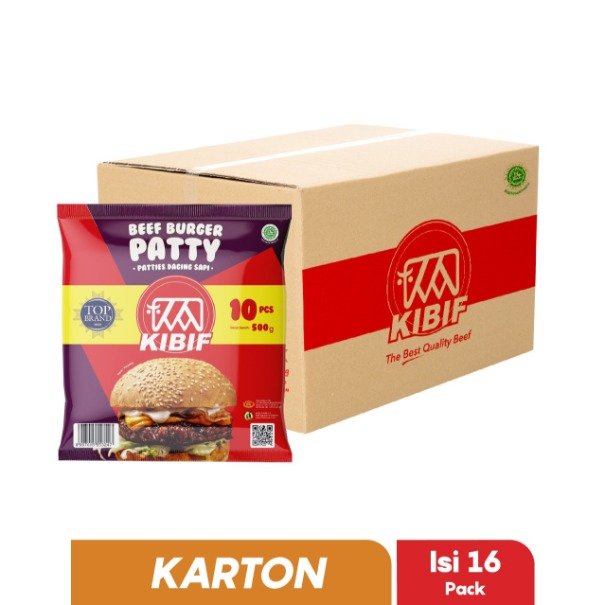 BEEF BURGER
PATTY
• PATTIES DAGING SAPI •
TOP
BRAND
KIBIF
10 PCS
500 g
KIBIF
The Best Quality Beef
KARTON
Isi 16
Pack